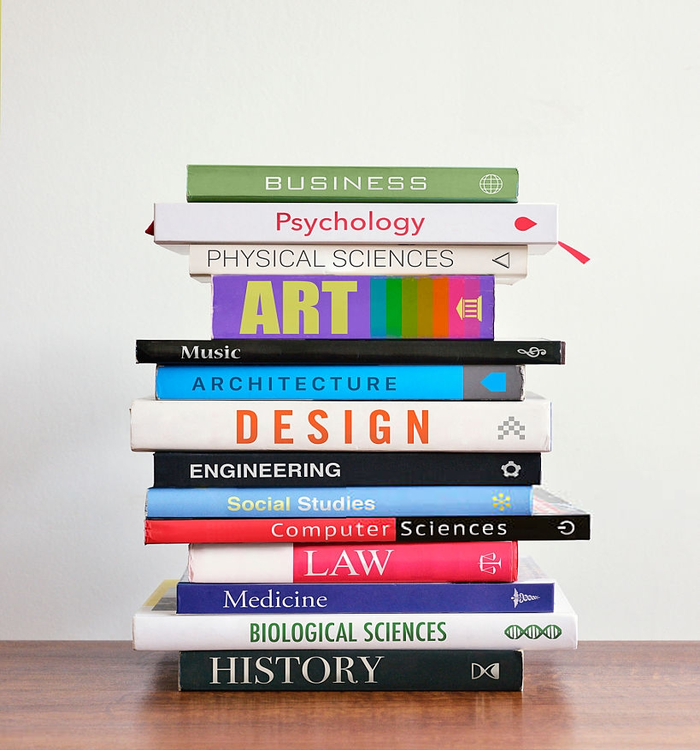 BUSINESS
Psychology
PHYSICAL SCIENCES
ART
Music
ARCHITECTURE
DESIGN
ENGINEERING
Social Studies
Computer Sciences
LAW
Medicine
BIOLOGICAL SCIENCES
HISTORY